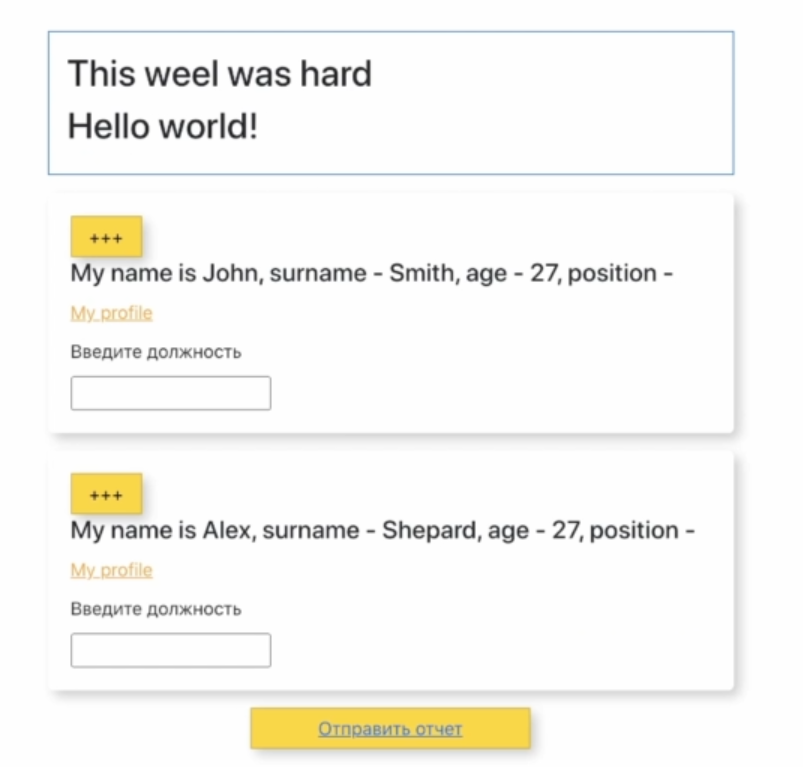 This weel was hard
Hello world!
+++
My name is John, surname - Smith, age - 27, position -
My profile
Введите должность
+++
My name is Alex, surname - Shepard, age - 27, position -
My profile
Введите должность
Отправить отчет